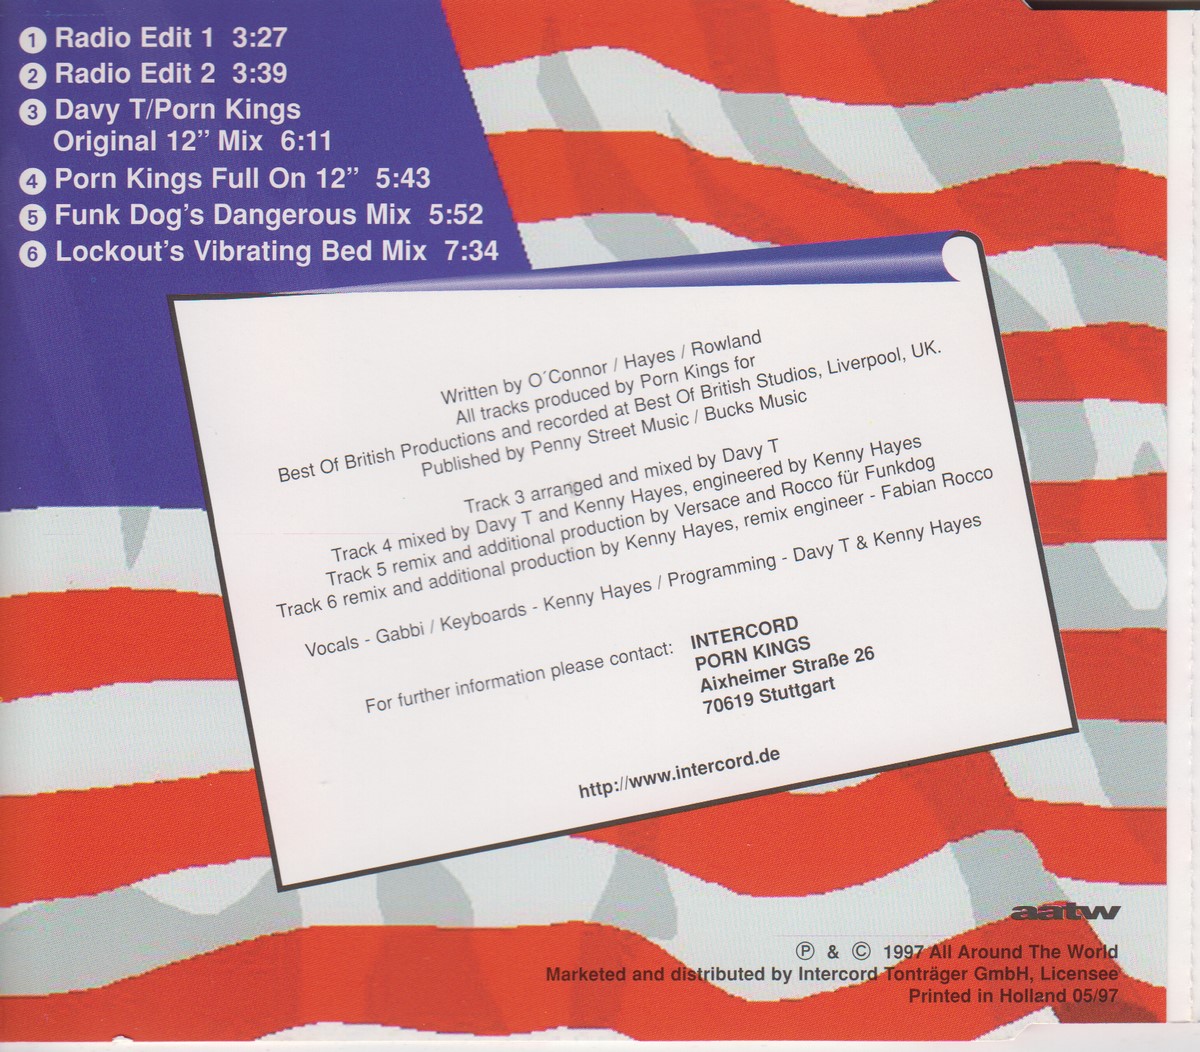 1 Radio Edit 1 3:27
2 Radio Edit 2 3:39
3 Davy T/Porn Kings
Original 12” Mix 6:11
4 Porn Kings Full On 12” 5:43
5 Funk Dog's Dangerous Mix 5:52
6 Lockout's Vibrating Bed Mix 7:34
Written by O´Connor / Hayes / Rowland
All tracks produced by Porn Kings for
Best Of British Productions and recorded at Best Of British Studios, Liverpool, UK.
Published by Penny Street Music / Bucks Music
Track 3 arranged and mixed by Davy T
Track 4 mixed by Davy T and Kenny Hayes, engineered by Kenny Hayes
Track 5 remix and additional production by Versace and Rocco für Funkdog
Track 6 remix and additional production by Kenny Hayes, remix engineer - Fabian Rocco
Vocals - Gabbi / Keyboards - Kenny Hayes / Programming - Davy T & Kenny Hayes
For further information please contact: INTERCORD
PORN KINGS
Aixheimer Straße 26
70619 Stuttgart
http://www.intercord.de
aatw
℗ & © 1997 All Around The World
Marketed and distributed by Intercord Tonträger GmbH, Licensee
Printed in Holland 05/97